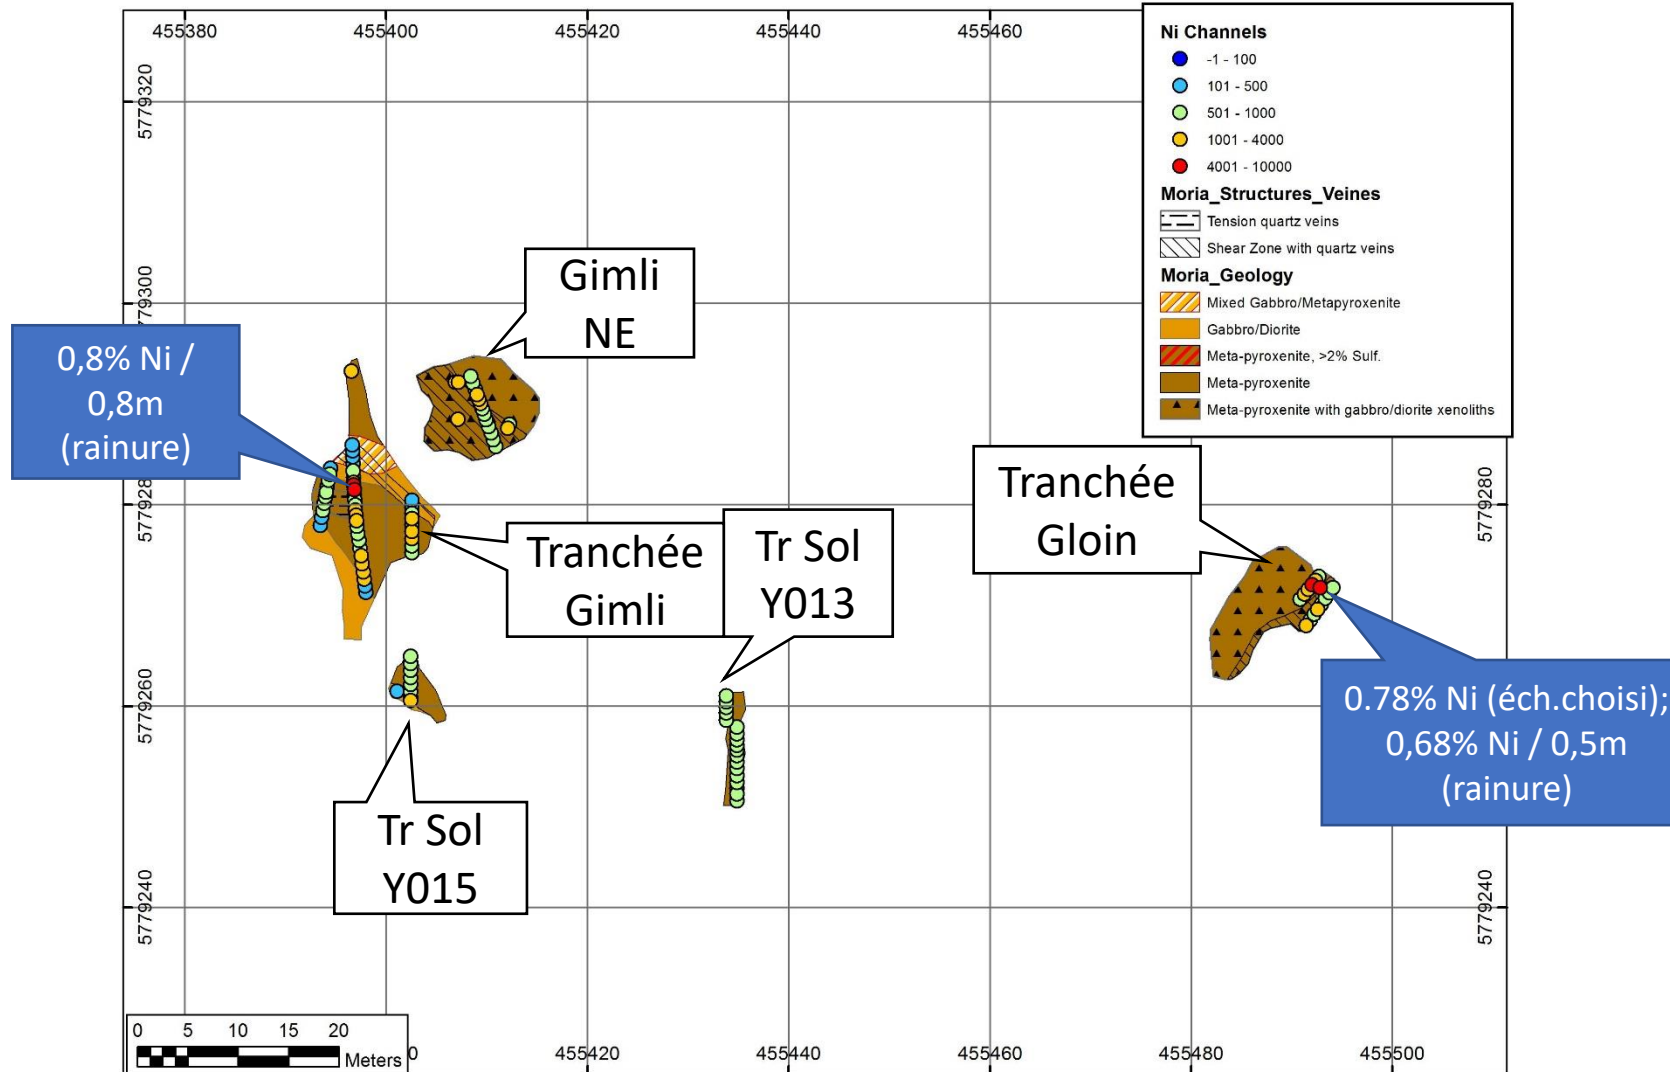 455380
455400
455420
455440
455460
Ni Channels
-1 - 100
101 - 500
501 - 1000
1001 - 4000
4001 - 10000
Moria_Structures_Veines
Tension quartz veins
Shear Zone with quartz veins
Moria_Geology
Mixed Gabbro/Metapyroxenite
Gabbro/Diorite
Meta-pyroxenite, >2% Sulf.
Meta-pyroxenite
Meta-pyroxenite with gabbro/diorite xenoliths
5779320
Gimli
NE
0,8% Ni /
0,8m
(rainure)
Tranchée
Gloin
5779280
Tranchée
Gimli
Tr Sol
Y013
5779260
0.78% Ni (éch.choisi);
0,68% Ni / 0,5m
(rainure)
Tr Sol
Y015
5779240
5779240
0 5 10 15 20
Meters
455420
455440
455460
455480
455500